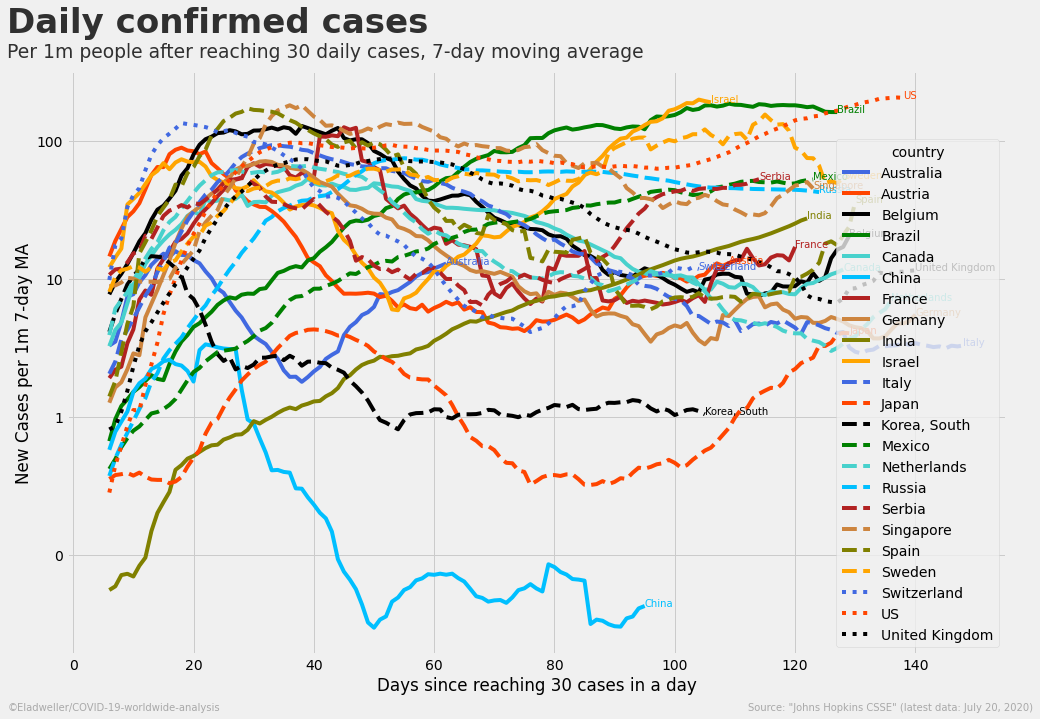 Daily confirmed cases
Per 1m people after reaching 30 daily cases, 7-day moving average
New Cases per 1m 7-day MA
100
10
1
0
Israel
Brazil
US
Serbia
India
France
Switzerland
Australia
Korea, South
China
United Kingdom
Germany
Italy
country
Australia
Austria
Belgium
Brazil
Canada
China
France
Germany
India
Israel
Italy
Japan
Korea, South
Mexico
Netherlands
Russia
Serbia
Singapore
Spain
Sweden
Switzerland
US
United Kingdom
0 20 40 60 80 100 120 140
Days since reaching 30 cases in a day
©Eladweller/COVID-19-worldwide-analysis
Source: "Johns Hopkins CSSE" (latest data: July 20, 2020)